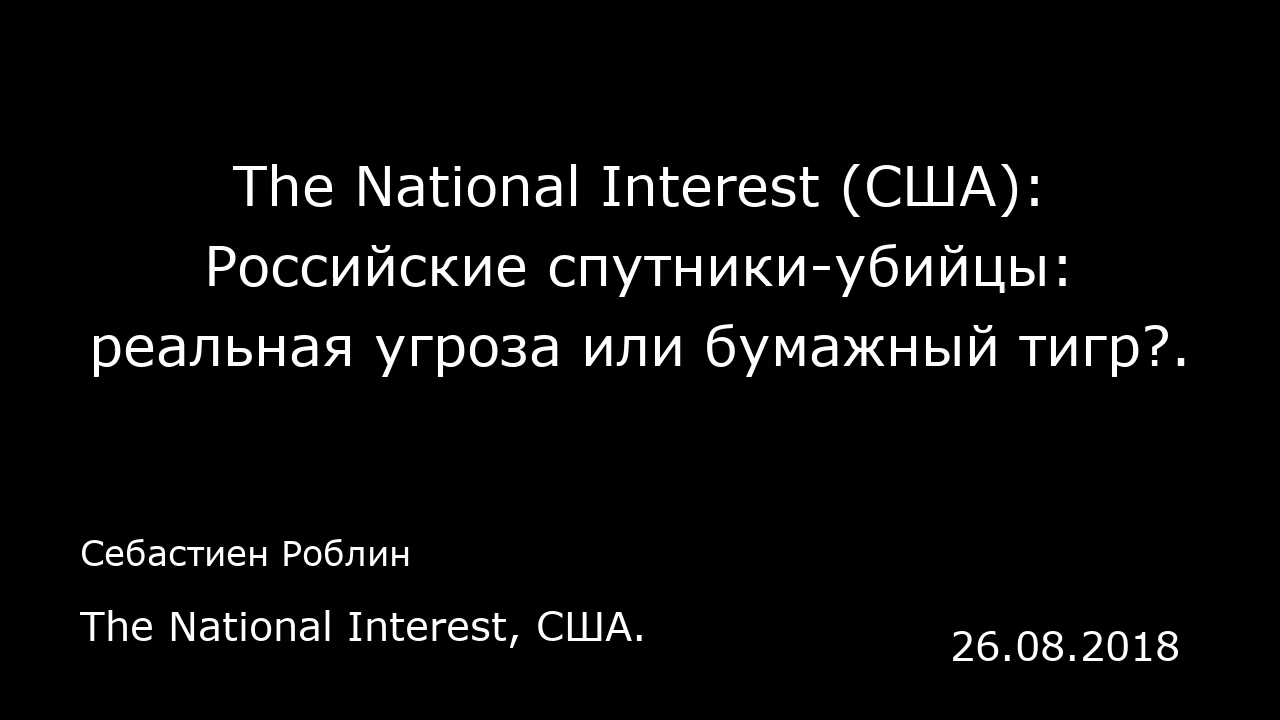 The National Interest (США):
Российские спутники-убийцы:
реальная угроза или бумажный тигр?.
Себастиен Роблин
The National Interest, США.
26.08.2018